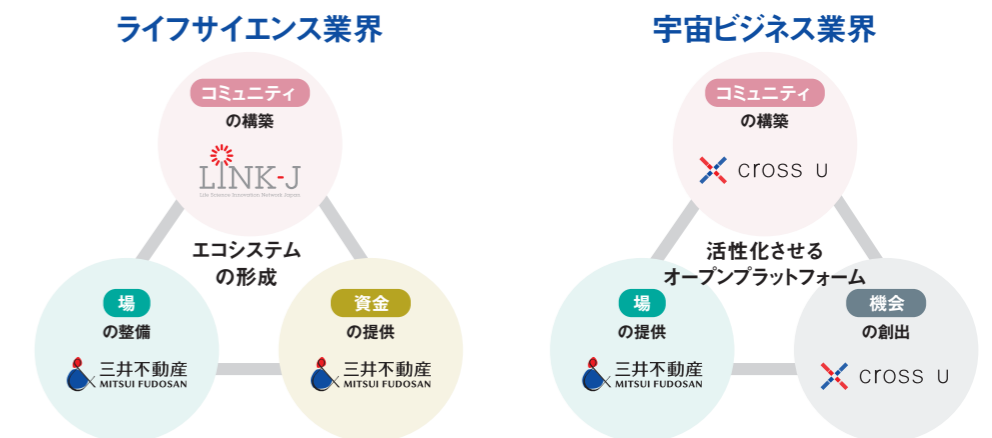 ライフサイエンス業界
コミュニティ
の構築
LINK-J
Life Science Innovation Network Japan
エコシステム
の形成
場
の整備
三井不動産
MITSUI FUDOSAN
資金
の提供
三井不動産
MITSUI FUDOSAN
宇宙ビジネス業界
コミュニティ
の構築
cross U
活性化させる
オープンプラットフォーム
場
の提供
三井不動産
MITSUI FUDOSAN
機会
の創出
cross U